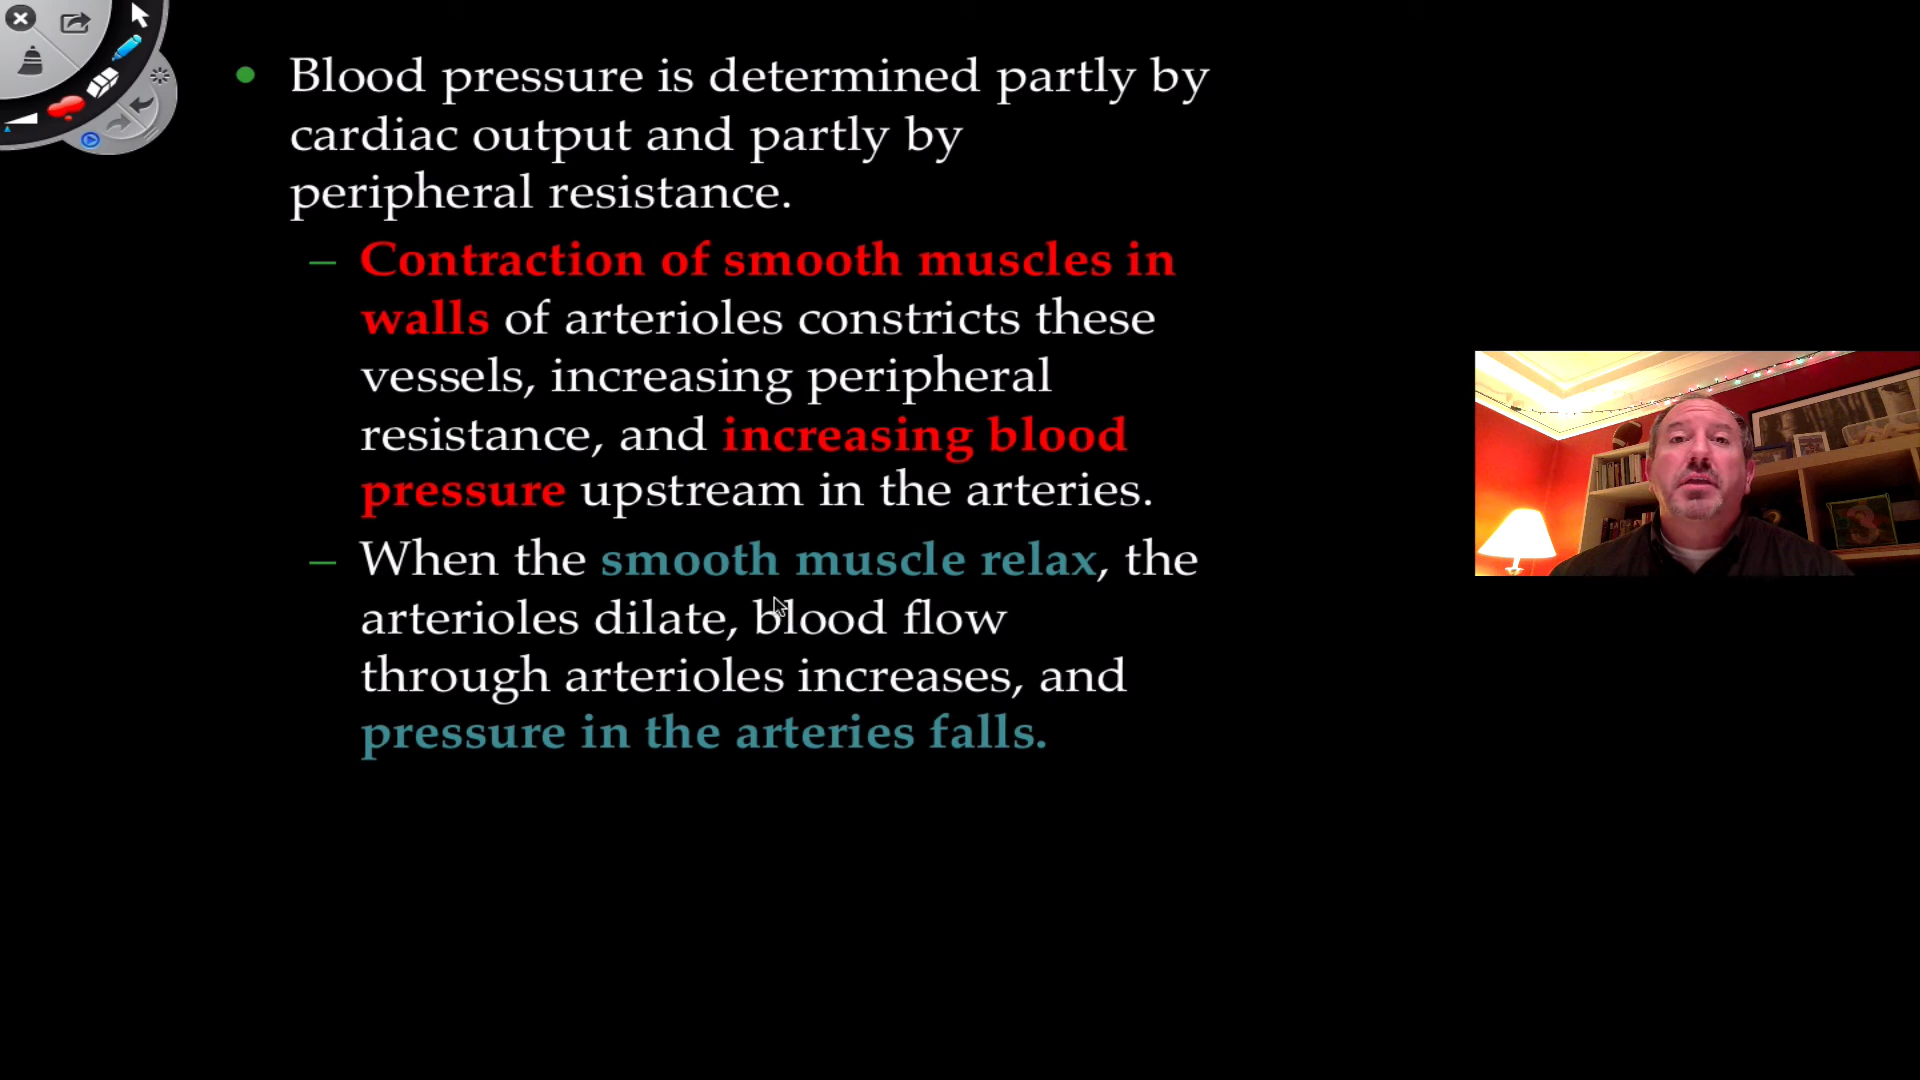 • Blood pressure is determined partly by
cardiac output and partly by
peripheral resistance.
– Contraction of smooth muscles in
walls of arterioles constricts these
vessels, increasing peripheral
resistance, and increasing blood
pressure upstream in the arteries.
– When the smooth muscle relax, the
arterioles dilate, blood flow
through arterioles increases, and
pressure in the arteries falls.